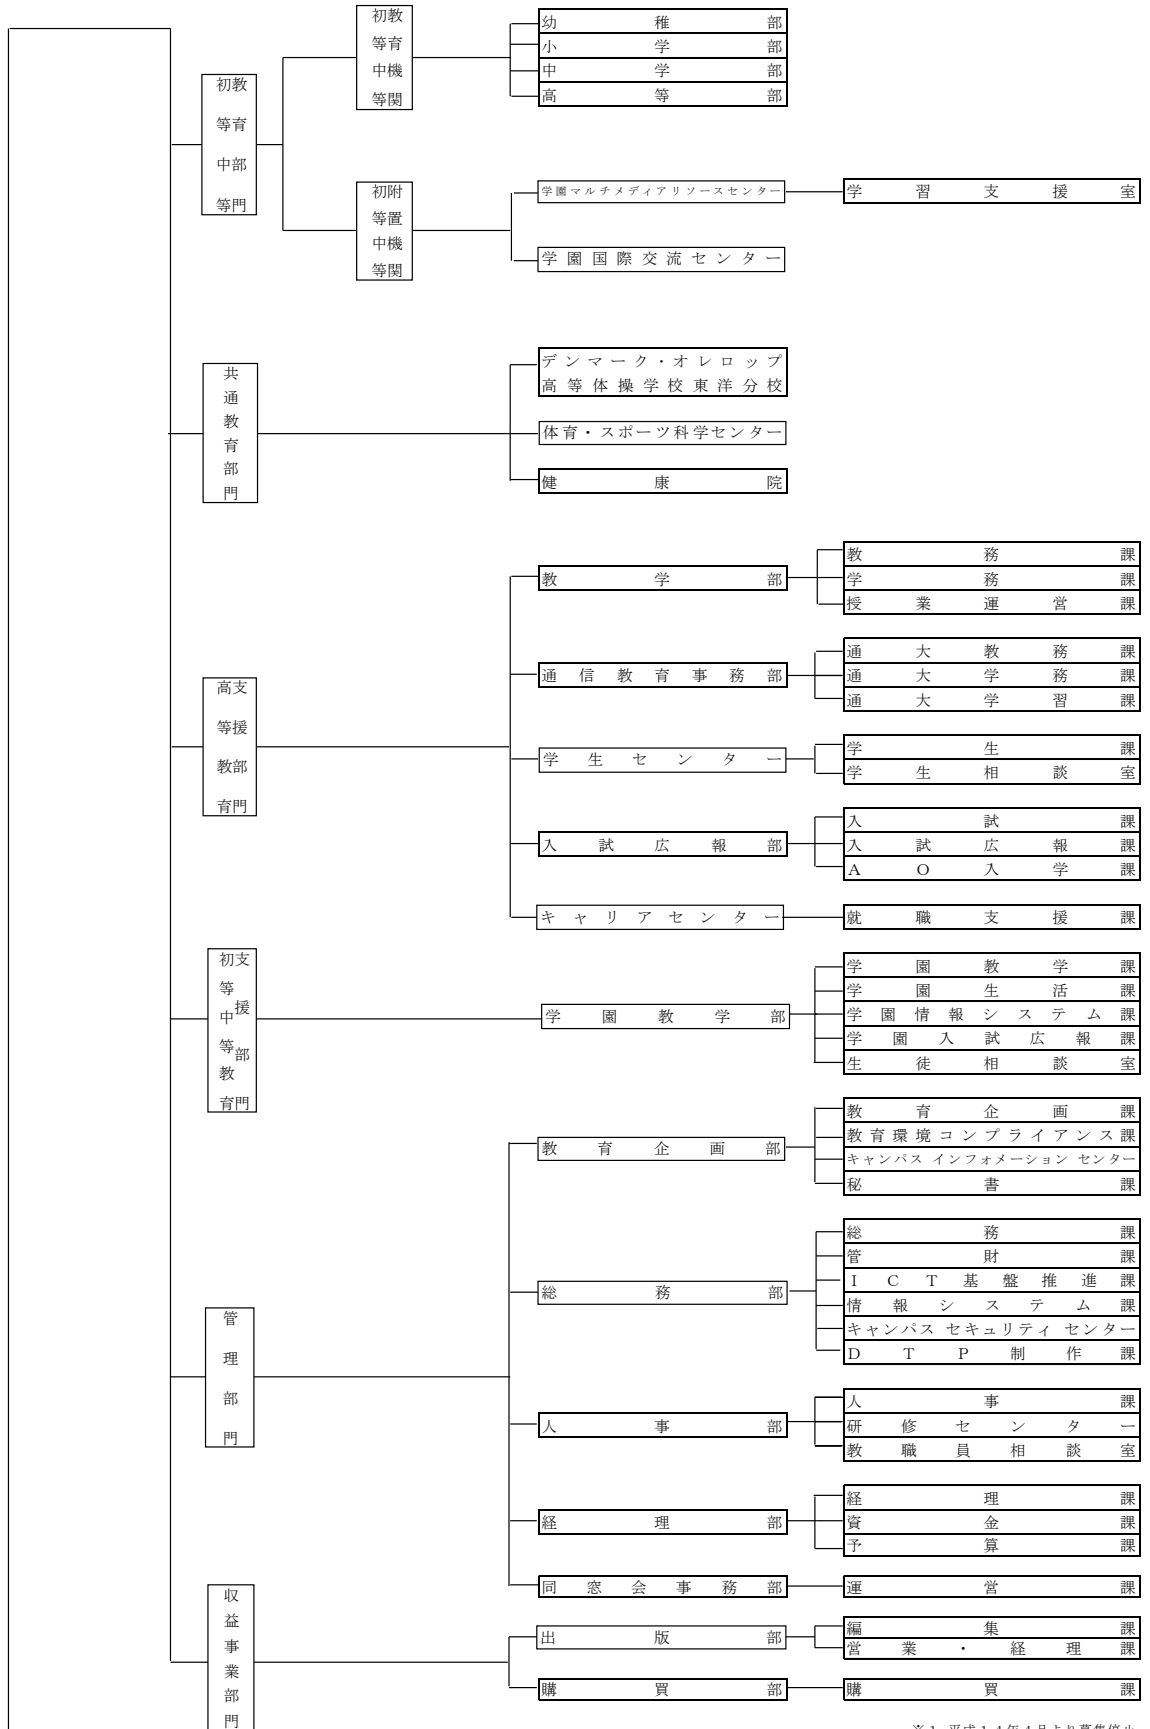 初等中等
教育部門
初等中等
教育機関
幼稚部
小学部
中学部
高等部
初等中等
附置機関
学園マルチメディアリソースセンター
学習支援室
学園国際交流センター
共通教育部門
デンマーク・オレロップ
高等体操学校東洋分校
体育・スポーツ科学センター
健康院
高等教育
支援部門
教学部
教務課
学務課
授業運営課
通信教育事務部
通大教務課
通大学務課
通大学習課
学生センター
学生課
学生相談室
入試広報部
入試課
入試広報課
AO入学課
キャリアセンター
就職支援課
初等中等教育
支援部門
学園教学部
学園教学課
学園生活課
学園情報システム課
学園入試広報課
生徒相談室
管理部門
教育企画部
教育企画課
教育環境コンプライアンス課
キャンパス インフォメーション センター
秘書課
総務部
総務課
管財課
ICT基盤推進課
情報システム課
キャンパス セキュリティ センター
DTP制作課
人事部
人事課
研修センター
教職員相談室
経理部
経理課
資金課
予算課
同窓会事務部
運営課
収益事業部門
出版部
編集課
営業・経理課
購買部
購買課
※1 平成14年4月より募集停止